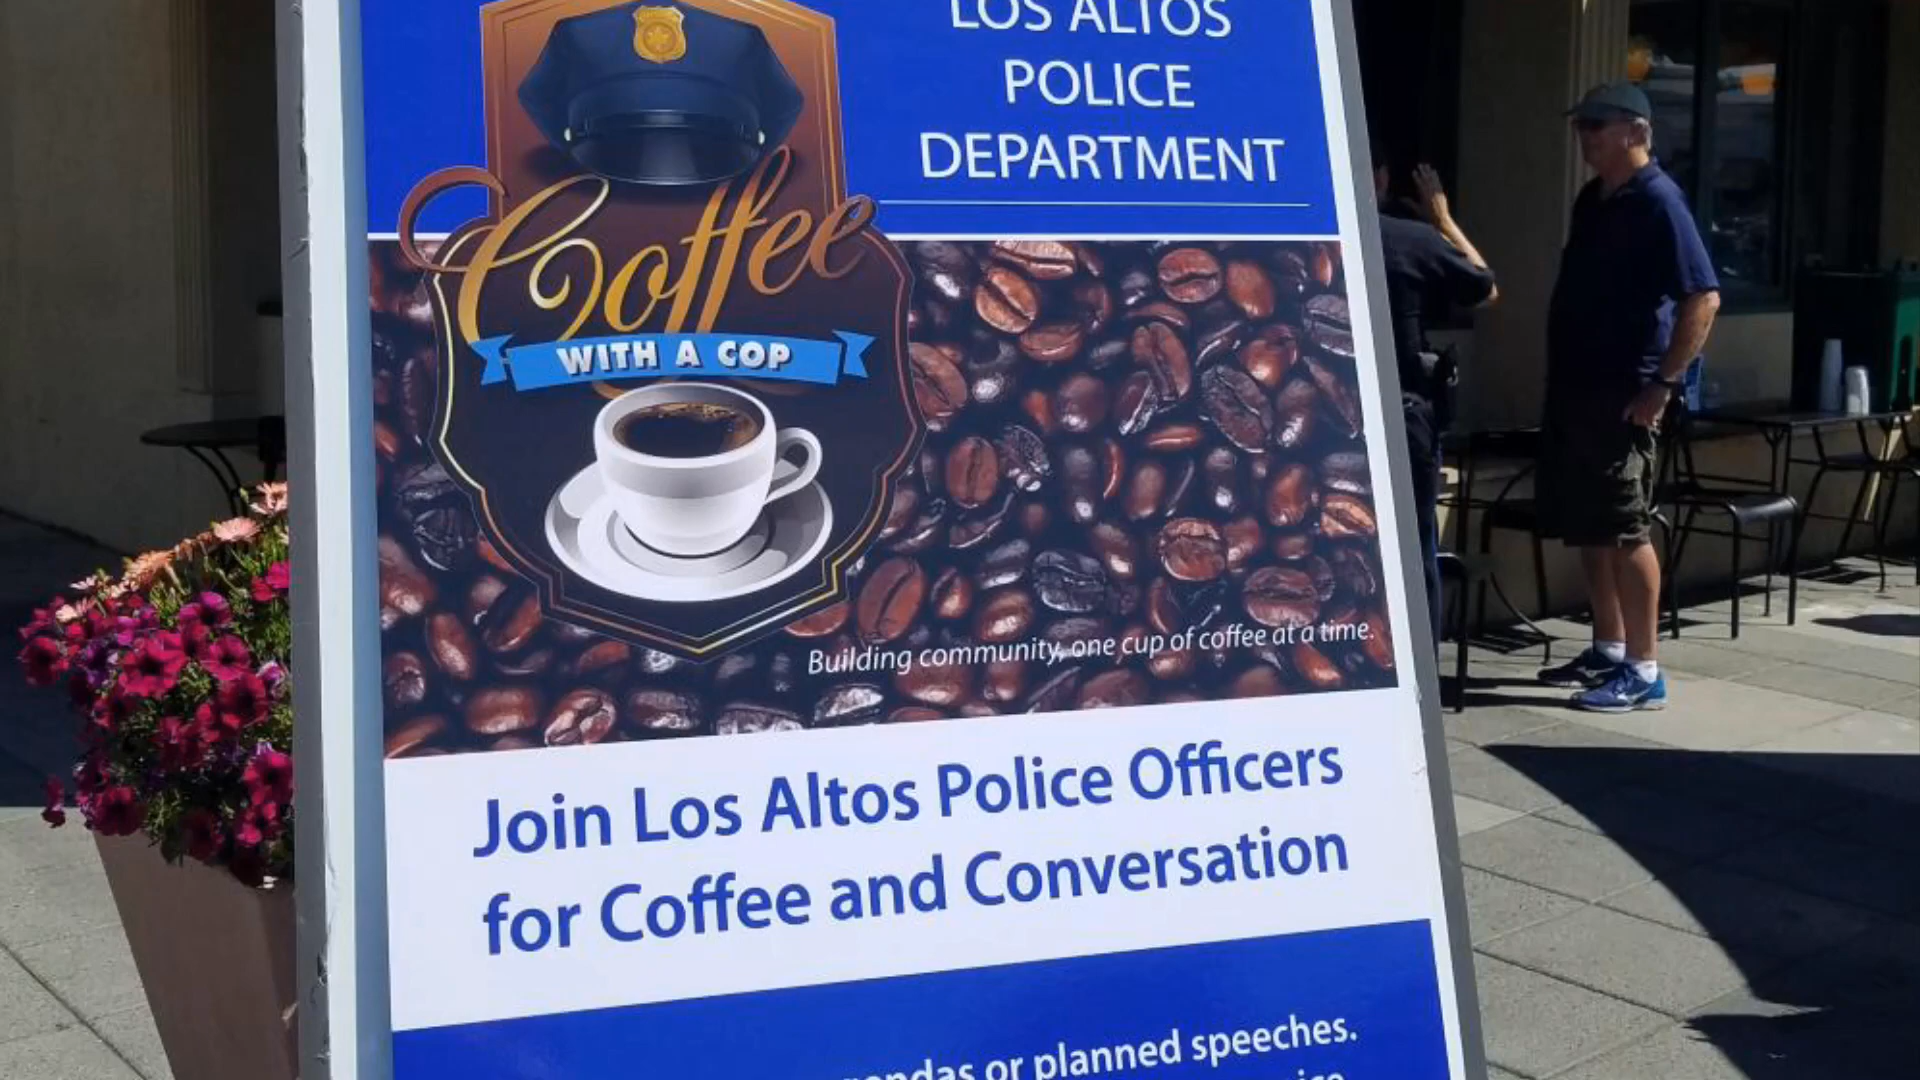 LOS ALTOS
POLICE
DEPARTMENT
Coffee
WITH A COP
Building community, one cup of coffee at a time.
Join Los Altos Police Officers
for Coffee and Conversation
or planned speeches.